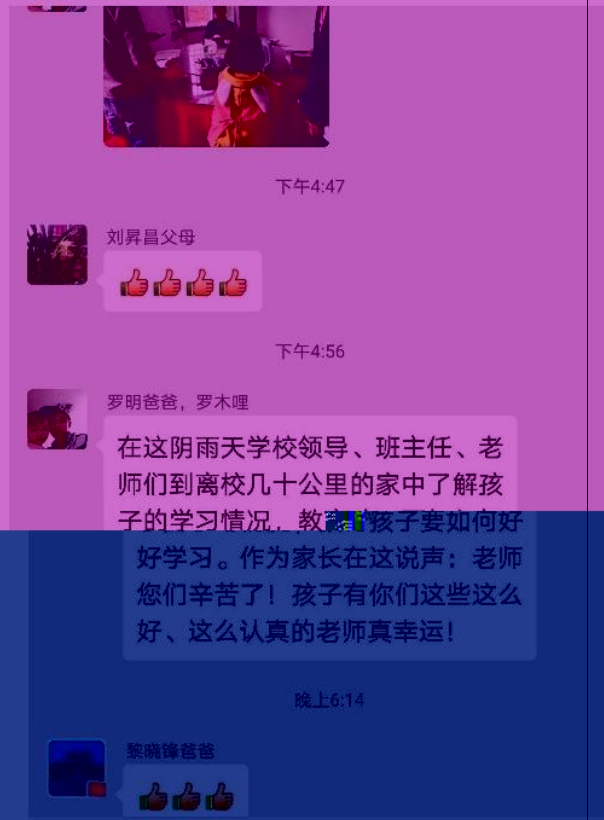 下午4:47
刘昇昌父母
下午4:56
罗明爸爸，罗木哩
在这阴雨天学校领导、班主任、老
师们到离校几十公里的家中了解孩
子的学习情况，教 孩子要如何好
好学习。作为家长在这说声：老师
您们辛苦了！孩子有你们这些这么
好、这么认真的老师真幸运！
晚上6:14
黎晓锋爸爸